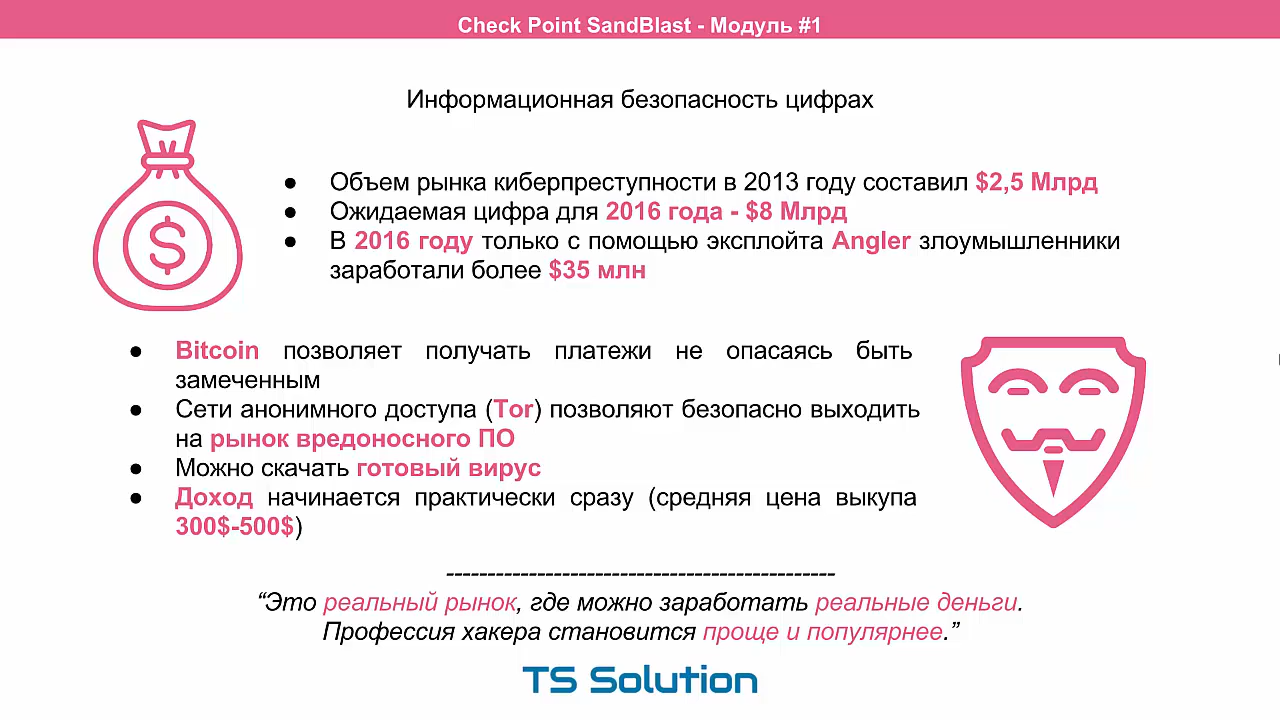 Check Point SandBlast - Модуль #1
Информационная безопасность цифрах
$
● Объем рынка киберпреступности в 2013 году составил $2,5 Млрд
● Ожидаемая цифра для 2016 года - $8 Млрд
● В 2016 году только с помощью эксплойта Angler злоумышленники
заработали более $35 млн
● Bitcoin позволяет получать платежи не опасаясь быть
замеченным
● Сети анонимного доступа (Tor) позволяют безопасно выходить
на рынок вредоносного ПО
● Можно скачать готовый вирус
● Доход начинается практически сразу (средняя цена выкупа
300$-500$)
-----------------------------------------------
“Это реальный рынок, где можно заработать реальные деньги.
Профессия хакера становится проще и популярнее.”
TS Solution